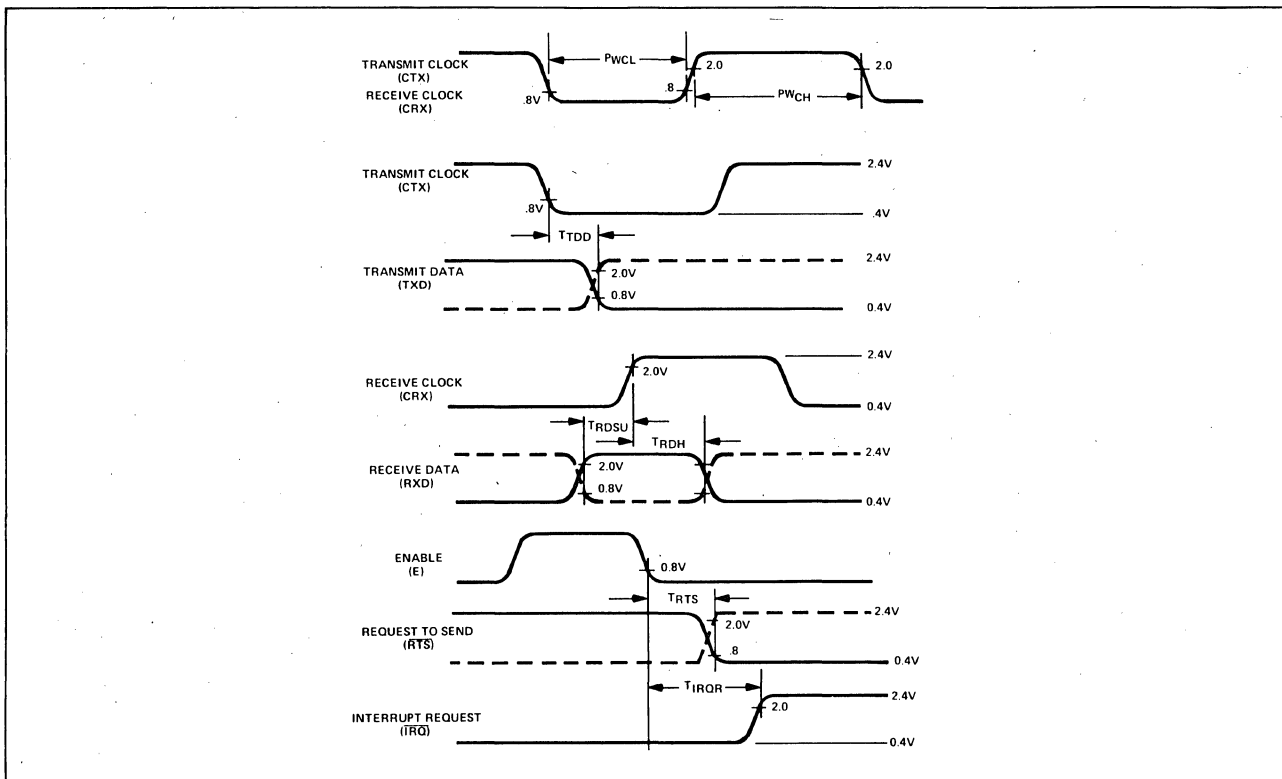 PWCL
TRANSMIT CLOCK
(CTX)
2.0
2.0
RECEIVE CLOCK
(CRX)
.8V
.8
PWCH
TRANSMIT CLOCK
(CTX)
2.4V
.8V
.4V
TTDD
TRANSMIT DATA
(TXD)
2.4V
2.0V
0.8V
0.4V
RECEIVE CLOCK
(CRX)
2.4V
2.0V
0.4V
TRDSU
TRDH
RECEIVE DATA
(RXD)
2.4V
2.0V
0.8V
0.4V
ENABLE
(E)
0.8V
TRTS
REQUEST TO SEND
(RTS)
2.4V
2.0V
.8
0.4V
TIRQR
INTERRUPT REQUEST
(IRQ)
2.4V
2.0
0.4V